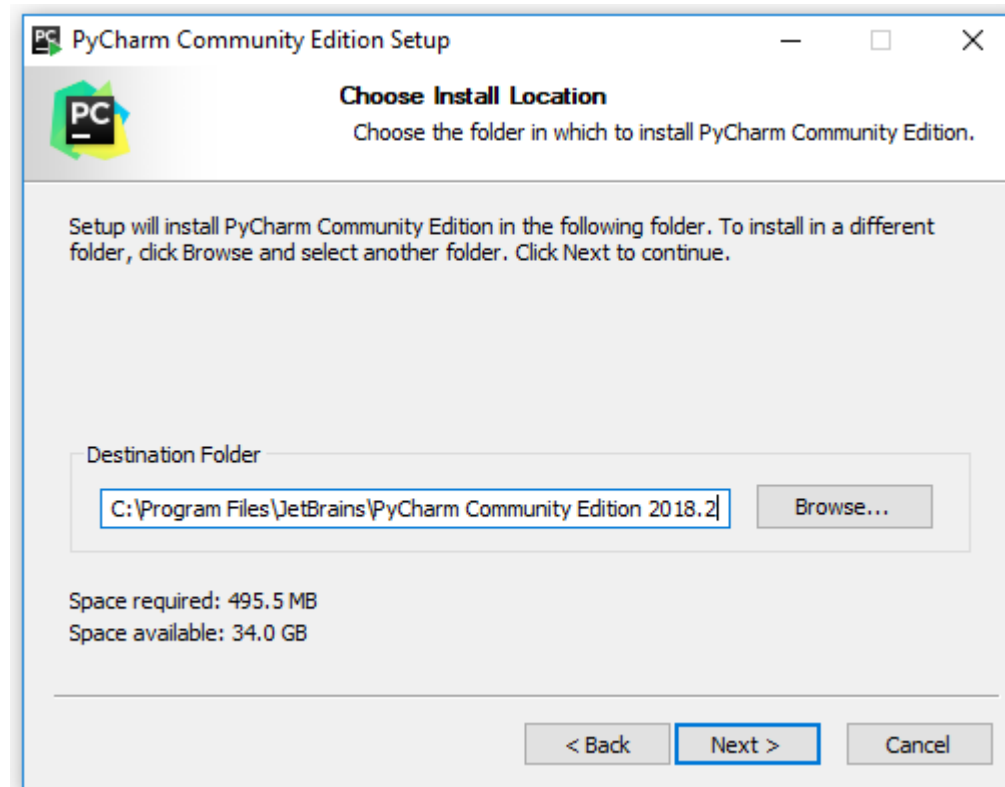 PyCharm Community Edition Setup
PC
Choose Install Location
Choose the folder in which to install PyCharm Community Edition.
Setup will install PyCharm Community Edition in the following folder. To install in a different
folder, click Browse and select another folder. Click Next to continue.
Destination Folder
C:\Program Files\JetBrains\PyCharm Community Edition 2018.2
Browse...
Space required: 495.5 MB
Space available: 34.0 GB
< Back
Next >
Cancel